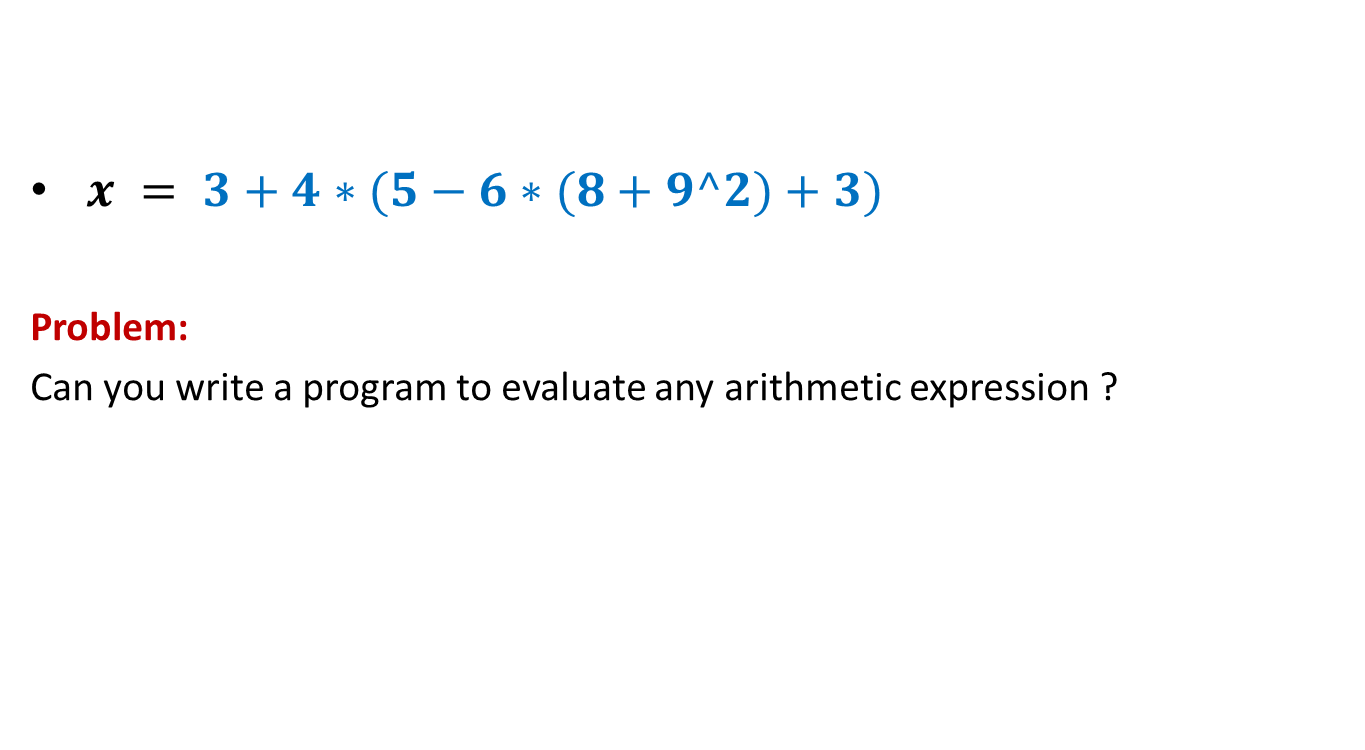 • x = 3 + 4 ∗ (5 − 6 ∗ (8 + 9^2) + 3)
Problem:
Can you write a program to evaluate any arithmetic expression ?